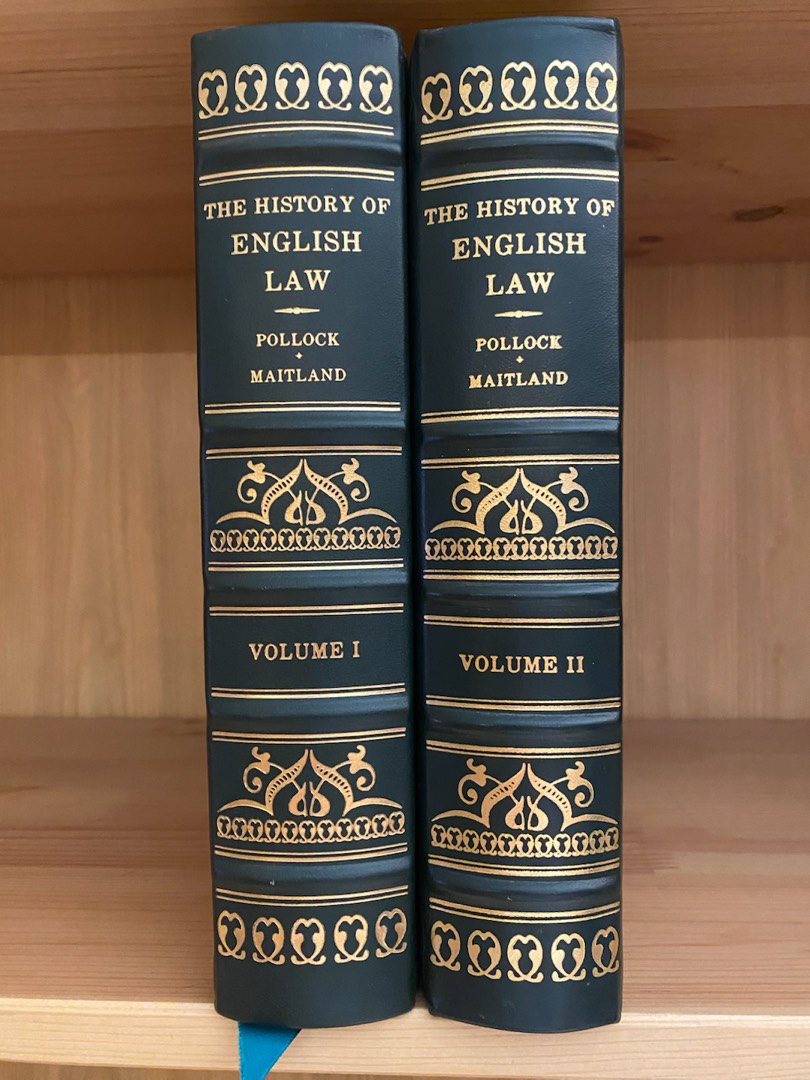 THE HISTORY OF
ENGLISH
LAW
POLLOCK
+
MAITLAND
VOLUME I
THE HISTORY OF
ENGLISH
LAW
POLLOCK
+
MAITLAND
VOLUME II